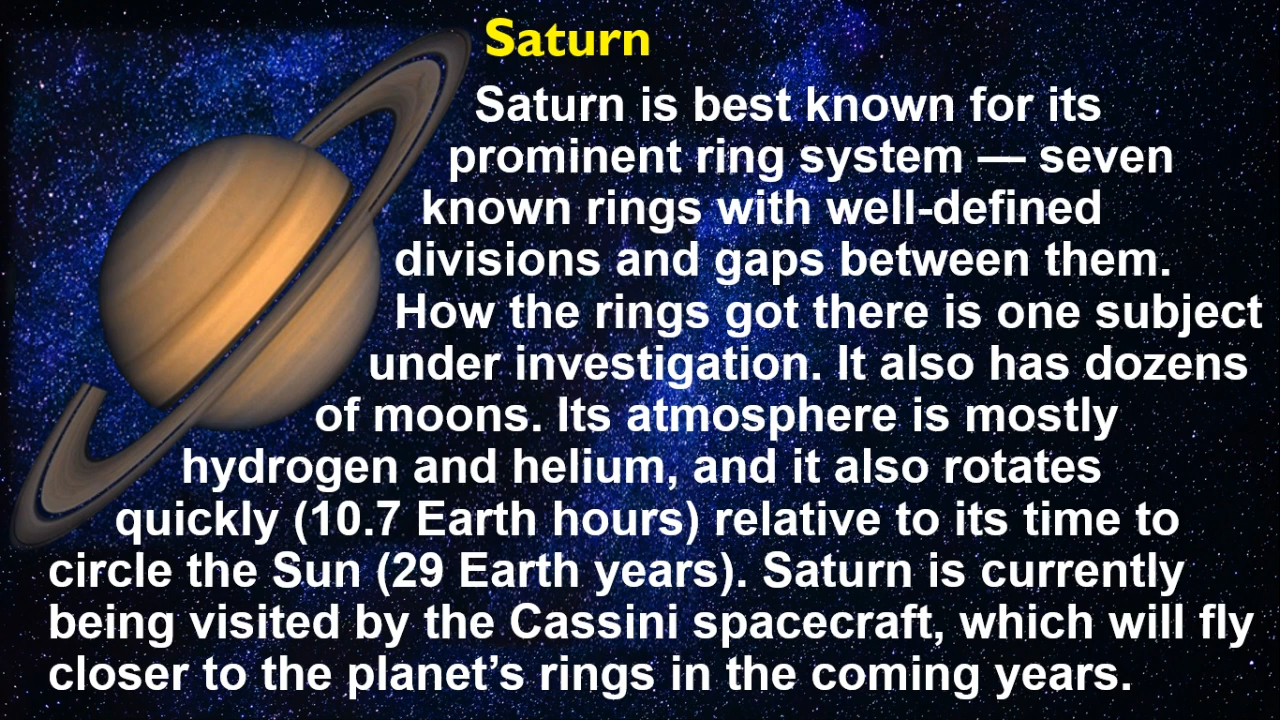 Saturn
Saturn is best known for its
prominent ring system — seven
known rings with well-defined
divisions and gaps between them.
How the rings got there is one subject
under investigation. It also has dozens
of moons. Its atmosphere is mostly
hydrogen and helium, and it also rotates
quickly (10.7 Earth hours) relative to its time to
circle the Sun (29 Earth years). Saturn is currently
being visited by the Cassini spacecraft, which will fly
closer to the planet’s rings in the coming years.